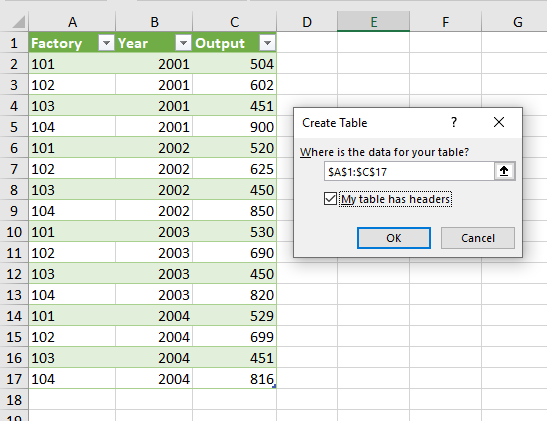 A B C D E F G
1 Factory Year Output
2 101 2001 504
3 102 2001 602
4 103 2001 451
5 104 2001 900
6 101 2002 520
7 102 2002 625
8 103 2002 450
9 104 2002 850
10 101 2003 530
11 102 2003 690
12 103 2003 450
13 104 2003 820
14 101 2004 529
15 102 2004 699
16 103 2004 451
17 104 2004 816
18
19
Create Table ?
Where is the data for your table?
$A$1:$C$17
My table has headers
OK Cancel